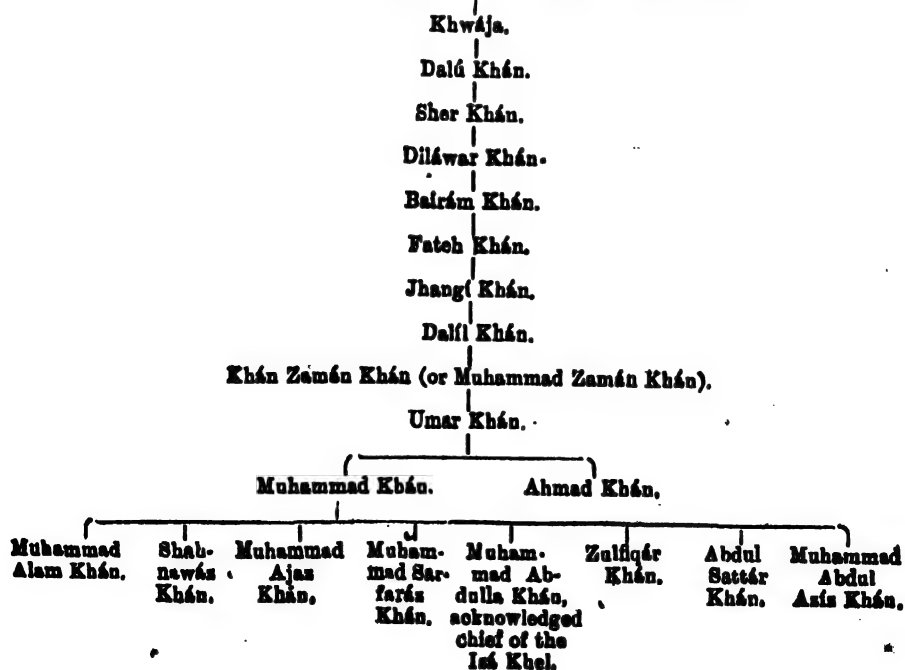 Khwája.
Dalú Khán.
Sher Khán.
Diláwar Khán.
Bairám Khán.
Fateh Khán.
Jhangí Khán.
Dalíl Khán.
Khán Zamán Khán (or Muhammad Zamán Khán).
Umar Khán.
Muhammad Khán. Ahmad Khán.
Muhammad Shah- Muhammad Muham- Muham- Zulfiqár Abdul Muhammad
Alam Khán. nawáz Ajaz mad Sar- mad Ab- Khán. Sattár Abdul
Khán. Khán. faráz dulla Khán, Khán. Azíz Khán.
Khán. acknowledged
chief of the
Isá Khel.